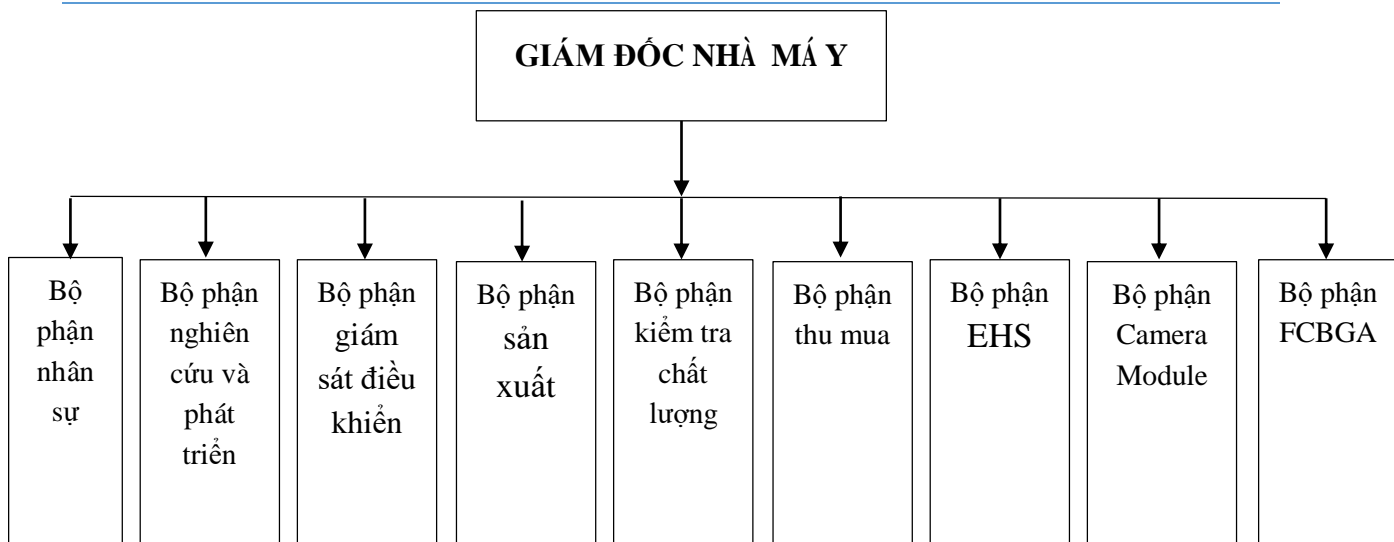 GIÁM ĐỐC NHÀ MÁ Y
Bộ
phận
nhân
sự
Bộ phận
nghiên
cứu và
phát
triển
Bộ phận
giám
sát điều
khiển
Bộ phận
sản
xuất
Bộ phận
kiểm tra
chất
lượng
Bộ phận
thu mua
Bộ phận
EHS
Bộ phận
Camera
Module
Bộ phận
FCBGA